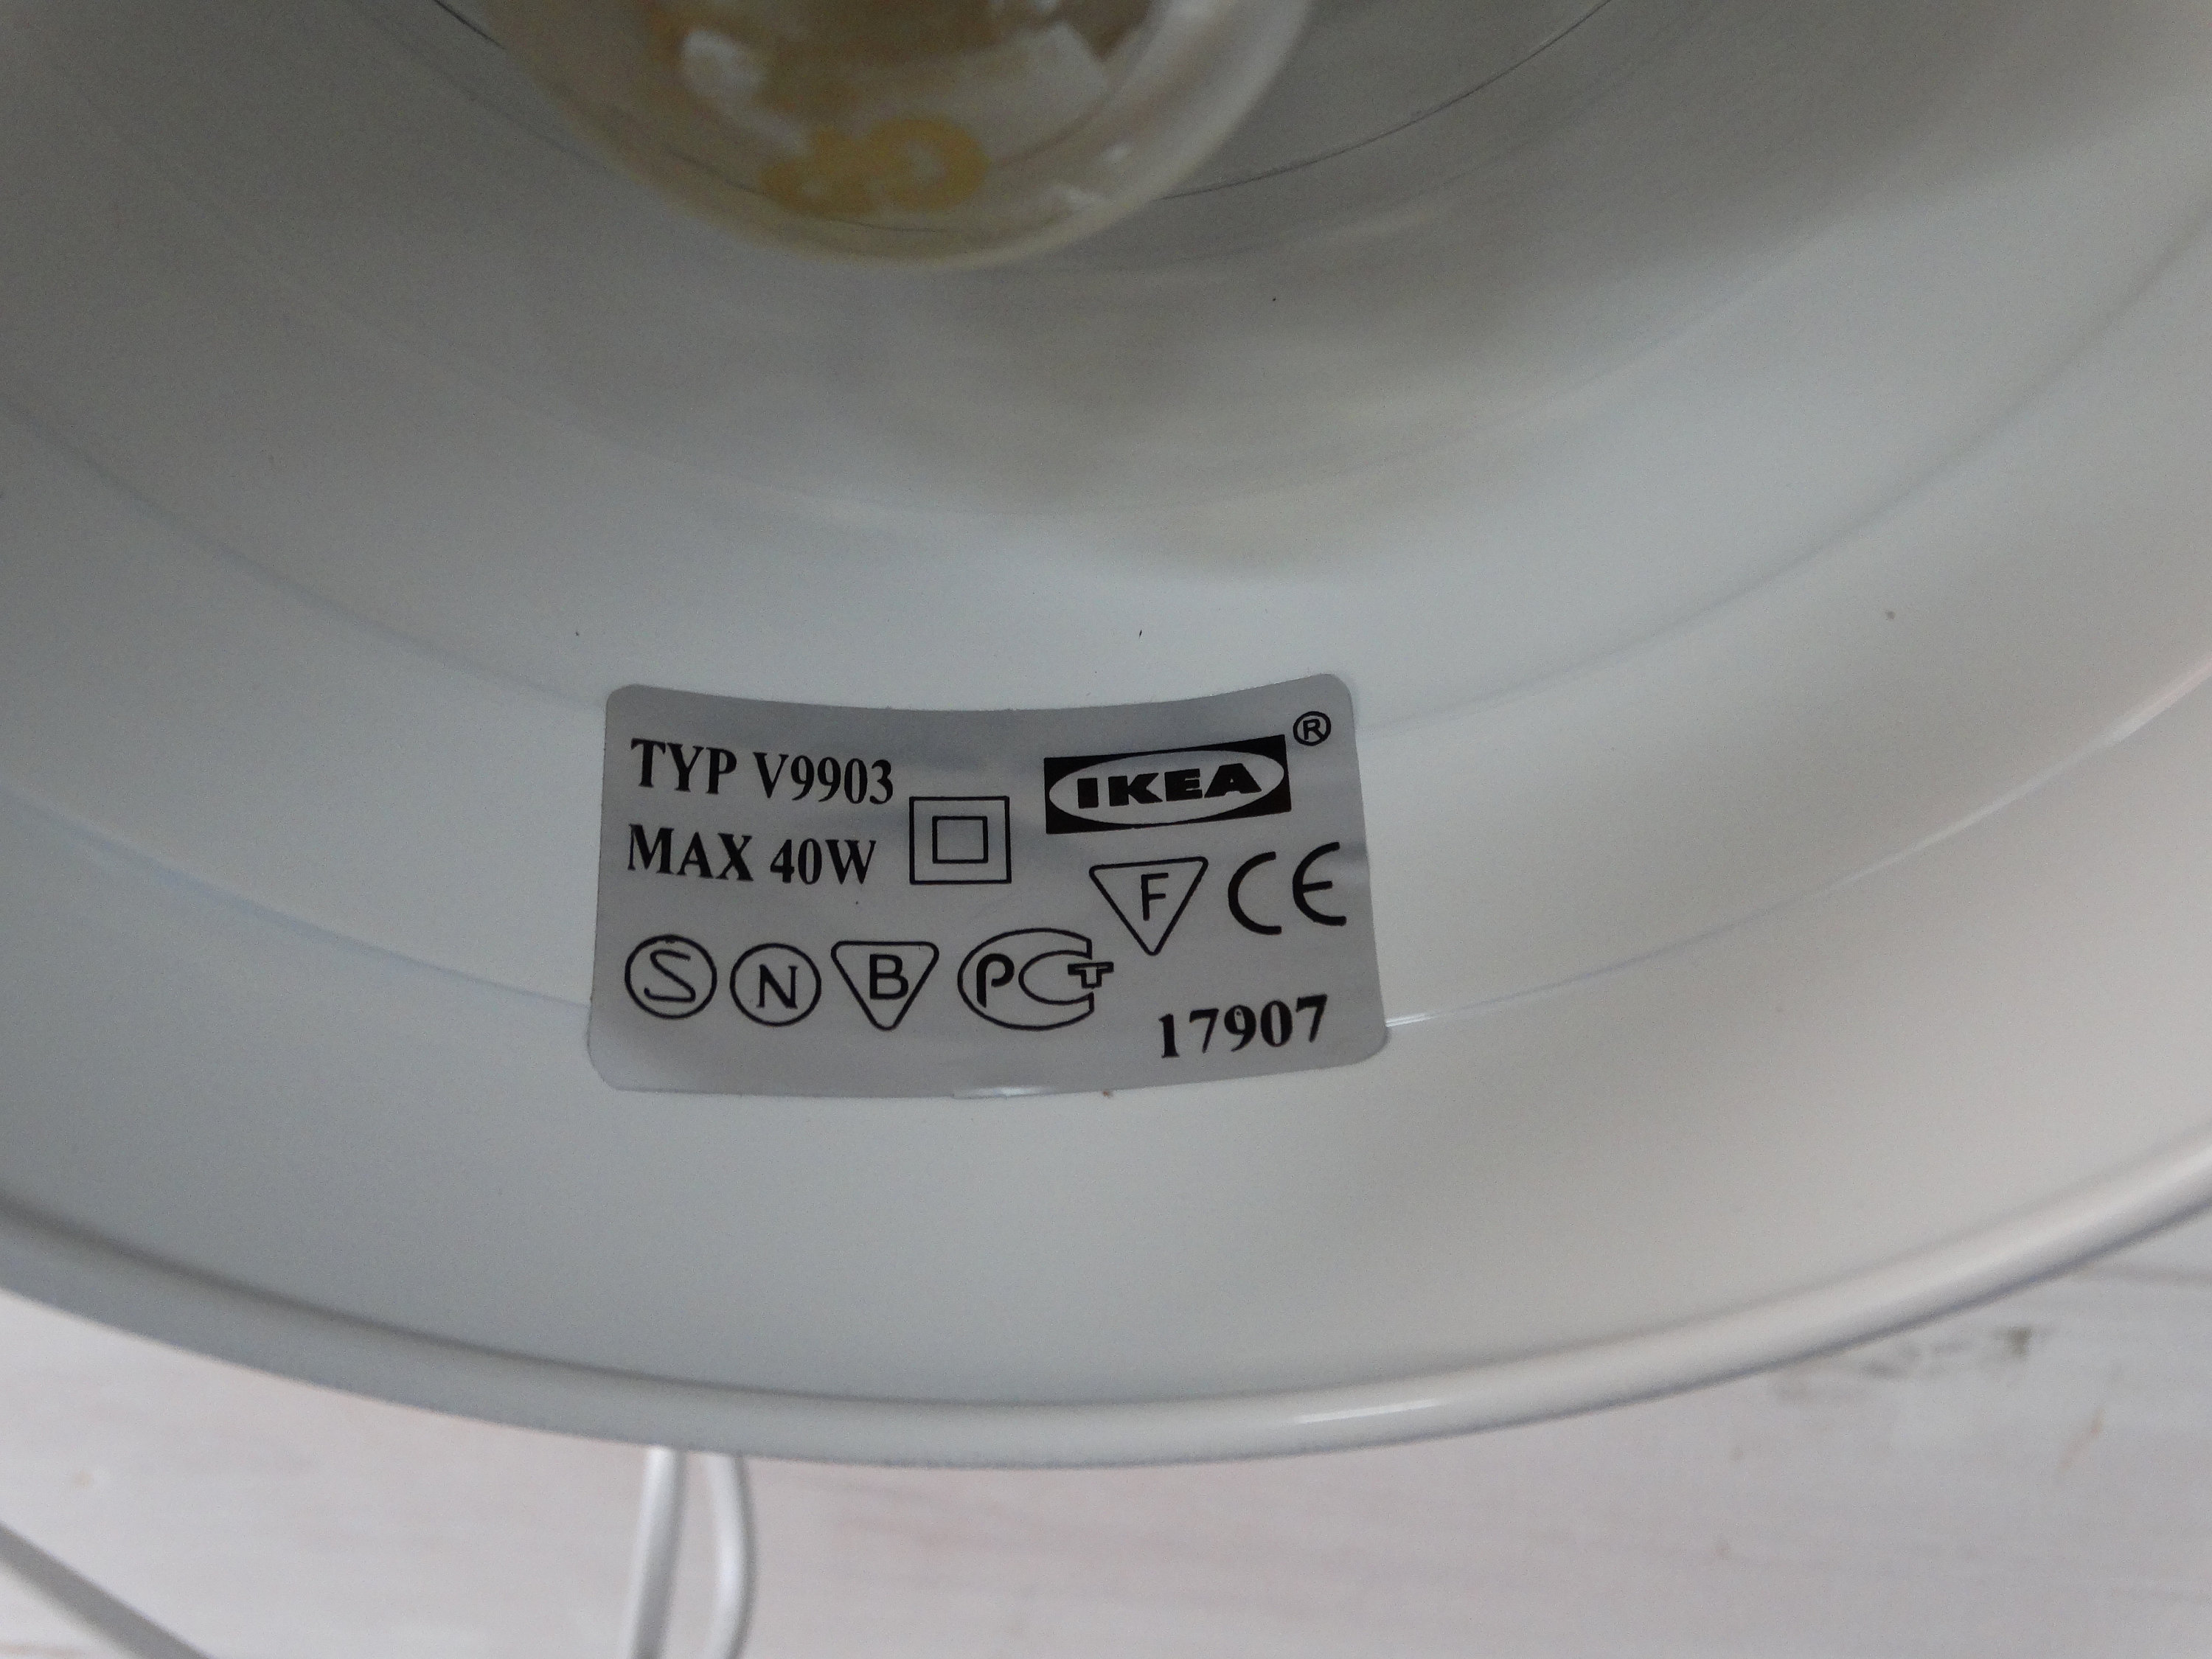 TYP V9903
MAX 40W
IKEA ®
F CE
S N B PCT
17907